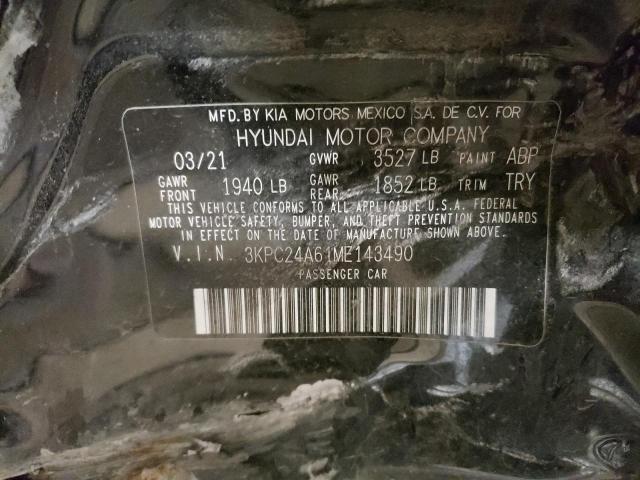 MFD. BY KIA MOTORS MEXICO S.A. DE C.V. FOR
HYUNDAI MOTOR COMPANY
03/21 GVWR 3527 LB PAINT ABP
GAWR FRONT 1940 LB GAWR REAR 1852 LB TRIM TRY
THIS VEHICLE CONFORMS TO ALL APPLICABLE U.S.A. FEDERAL
MOTOR VEHICLE SAFETY, BUMPER, AND THEFT PREVENTION STANDARDS
IN EFFECT ON THE DATE OF MANUFACTURE SHOWN ABOVE.
V.I.N. 3KPC24A61ME143490
PASSENGER CAR